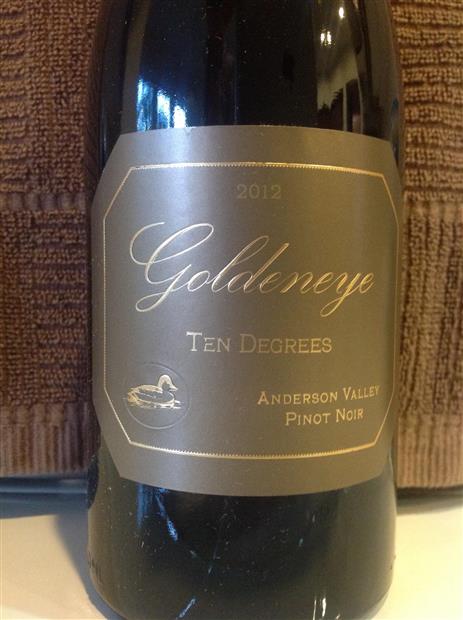 2012
Goldeneye
TEN DEGREES
ANDERSON VALLEY
PINOT NOIR